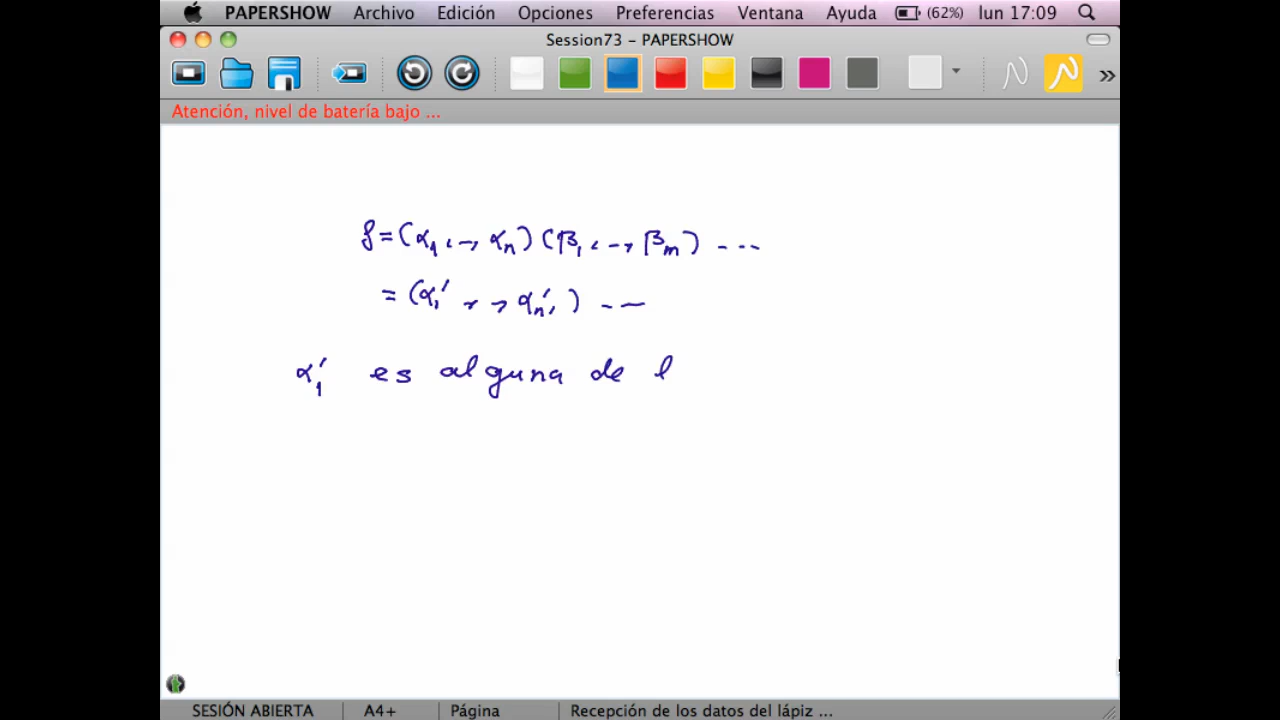 PAPERSHOW Archivo Edición Opciones Preferencias Ventana Ayuda (62%) lun 17:09
Session73 – PAPERSHOW
Atención, nivel de batería bajo ...
f=(α₁,..,αₙ)(β₁,..,βₘ) ...
=(α₁' ,.., αₙ'') ...
α₁' es alguna de l
SESIÓN ABIERTA A4+ Página Recepción de los datos del lápiz ...